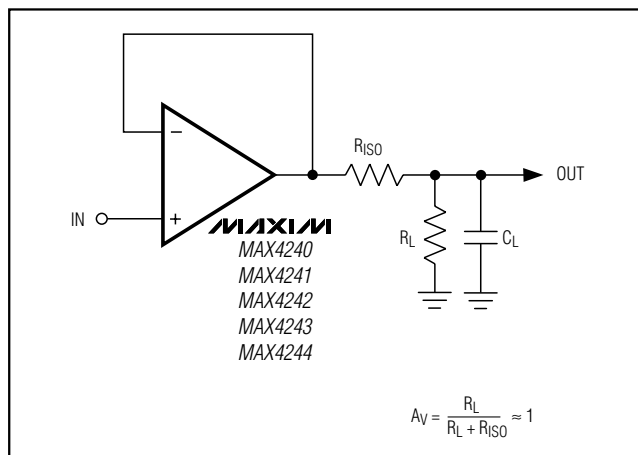 −
R_ISO
OUT
IN
+
MAXIM
R_L
C_L
MAX4240
MAX4241
MAX4242
MAX4243
MAX4244
A_V = R_L / (R_L + R_ISO) ≈ 1